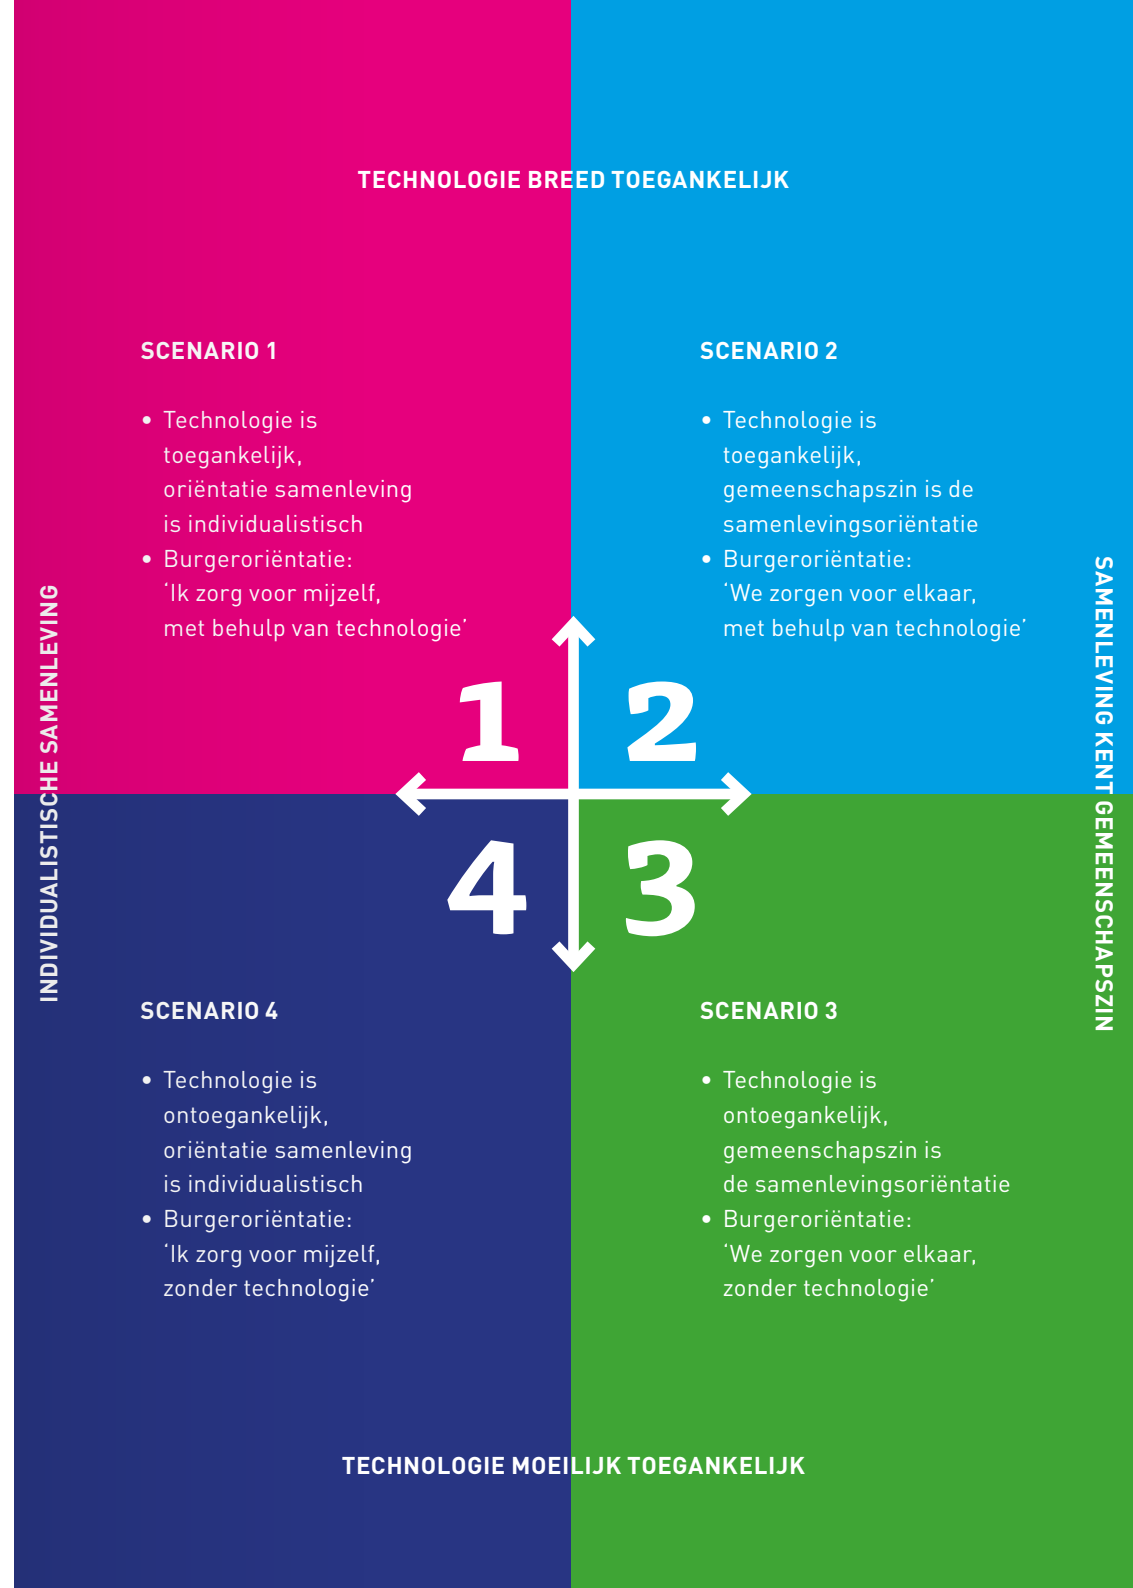 TECHNOLOGIE BREED TOEGANKELIJK
SCENARIO 1
• Technologie is
toegankelijk,
oriëntatie samenleving
is individualistisch
• Burgeroriëntatie:
‘Ik zorg voor mijzelf,
met behulp van technologie’
SCENARIO 2
• Technologie is
toegankelijk,
gemeenschapszin is de
samenlevingsoriëntatie
• Burgeroriëntatie:
‘We zorgen voor elkaar,
met behulp van technologie’
INDIVIDUALISTISCHE SAMENLEVING
SAMENLEVING KENT GEMEENSCHAPSZIN
1
2
4
3
SCENARIO 4
• Technologie is
ontoegankelijk,
oriëntatie samenleving
is individualistisch
• Burgeroriëntatie:
‘Ik zorg voor mijzelf,
zonder technologie’
SCENARIO 3
• Technologie is
ontoegankelijk,
gemeenschapszin is
de samenlevingsoriëntatie
• Burgeroriëntatie:
‘We zorgen voor elkaar,
zonder technologie’
TECHNOLOGIE MOEILIJK TOEGANKELIJK